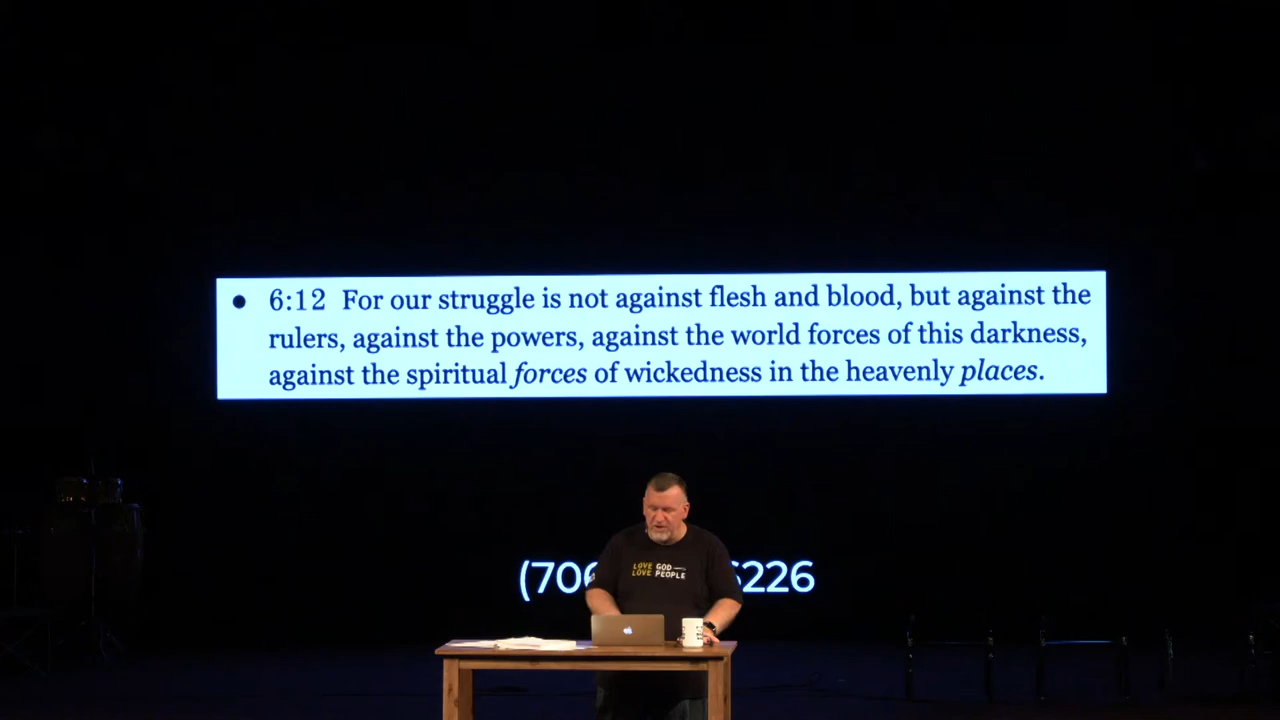 • 6:12 For our struggle is not against flesh and blood, but against the
rulers, against the powers, against the world forces of this darkness,
against the spiritual forces of wickedness in the heavenly places.
(706 226
LOVE GOD
LOVE PEOPLE